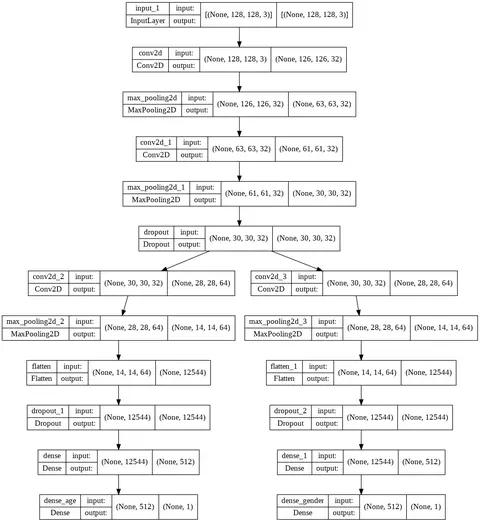 input_1 input: [(None, 128, 128, 3)] [(None, 128, 128, 3)]
InputLayer output:
conv2d input: (None, 128, 128, 3) (None, 126, 126, 32)
Conv2D output:
max_pooling2d input: (None, 126, 126, 32) (None, 63, 63, 32)
MaxPooling2D output:
conv2d_1 input: (None, 63, 63, 32) (None, 61, 61, 32)
Conv2D output:
max_pooling2d_1 input: (None, 61, 61, 32) (None, 30, 30, 32)
MaxPooling2D output:
dropout input: (None, 30, 30, 32) (None, 30, 30, 32)
Dropout output:
conv2d_2 input: (None, 30, 30, 32) (None, 28, 28, 64)
Conv2D output:
conv2d_3 input: (None, 30, 30, 32) (None, 28, 28, 64)
Conv2D output:
max_pooling2d_2 input: (None, 28, 28, 64) (None, 14, 14, 64)
MaxPooling2D output:
max_pooling2d_3 input: (None, 28, 28, 64) (None, 14, 14, 64)
MaxPooling2D output:
flatten input: (None, 14, 14, 64) (None, 12544)
Flatten output:
flatten_1 input: (None, 14, 14, 64) (None, 12544)
Flatten output:
dropout_1 input: (None, 12544) (None, 12544)
Dropout output:
dropout_2 input: (None, 12544) (None, 12544)
Dropout output:
dense input: (None, 12544) (None, 512)
Dense output:
dense_1 input: (None, 12544) (None, 512)
Dense output:
dense_age input: (None, 512) (None, 1)
Dense output:
dense_gender input: (None, 512) (None, 1)
Dense output: